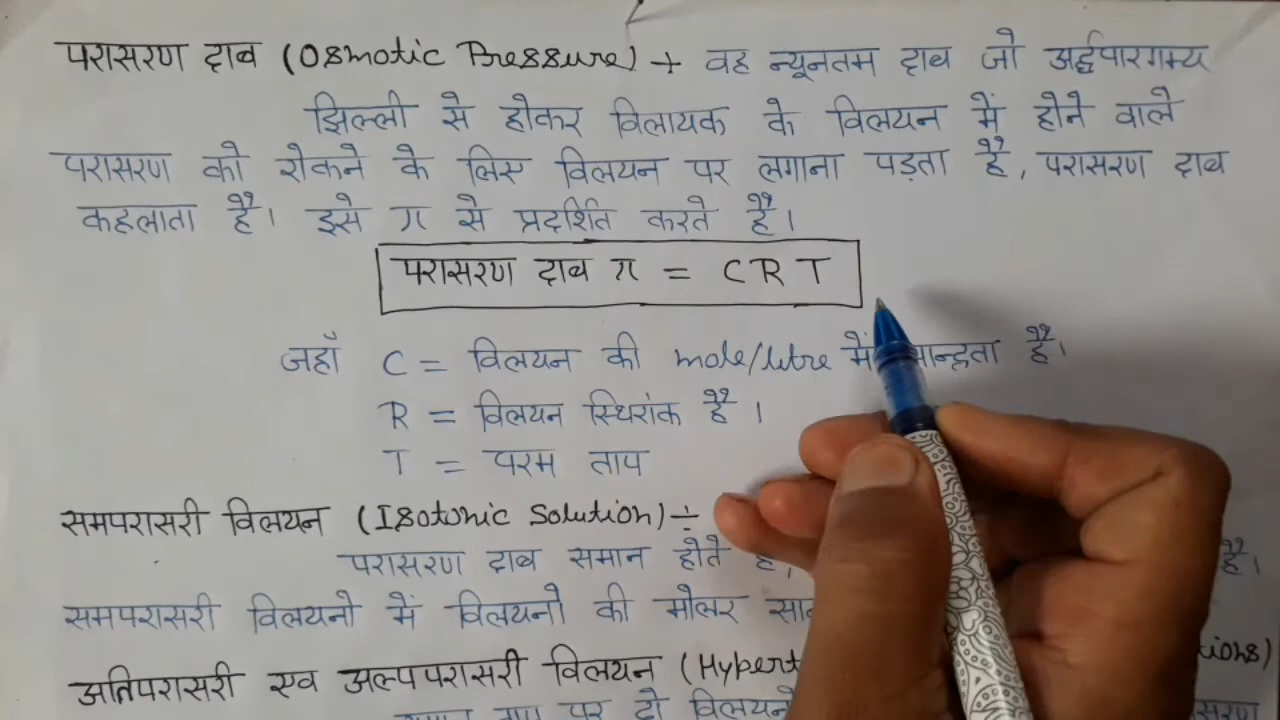 परासरण दाब (Osmotic Pressure) ÷ वह न्यूनतम दाब जो अर्द्धपारगम्य
झिल्ली से होकर विलायक के विलयन में होने वाले
परासरण को रोकने के लिए विलयन पर लगाना पड़ता है, परासरण दाब
कहलाता है। इसे π से प्रदर्शित करते हैं।
परासरण दाब π = CRT
जहाँ C = विलयन की mole/litre में है।
R = विलयन स्थिरांक है।
T = परम ताप
समपरासरी विलयन (Isotonic Solution) ÷
परासरण दाब समान होते है।
समपरासरी विलयनो में विलयनो की मोलर
अतिपरासरी एव अल्पपरासरी विलयन
पर दो